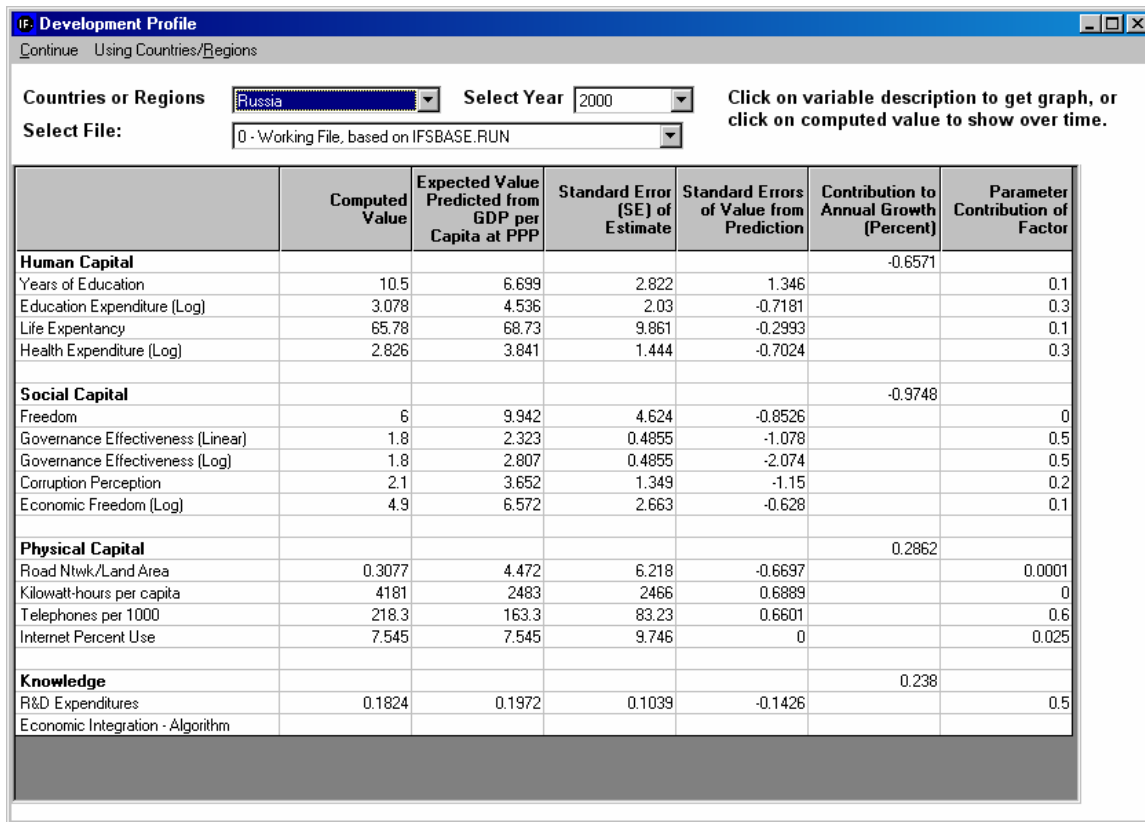 IF. Development Profile
Continue Using Countries/Regions
Countries or Regions Russia Select Year 2000 Click on variable description to get graph, or
click on computed value to show over time.
Select File: 0 - Working File, based on IFSBASE.RUN
Computed Value Expected Value Predicted from GDP per Capita at PPP Standard Error (SE) of Estimate Standard Errors of Value from Prediction Contribution to Annual Growth (Percent) Parameter Contribution of Factor
Human Capital -0.6571
Years of Education 10.5 6.699 2.822 1.346 0.1
Education Expenditure (Log) 3.078 4.536 2.03 -0.7181 0.3
Life Expentancy 65.78 68.73 9.861 -0.2993 0.1
Health Expenditure (Log) 2.826 3.841 1.444 -0.7024 0.3
Social Capital -0.9748
Freedom 6 9.942 4.624 -0.8526 0
Governance Effectiveness (Linear) 1.8 2.323 0.4855 -1.078 0.5
Governance Effectiveness (Log) 1.8 2.807 0.4855 -2.074 0.5
Corruption Perception 2.1 3.652 1.349 -1.15 0.2
Economic Freedom (Log) 4.9 6.572 2.663 -0.628 0.1
Physical Capital 0.2862
Road Ntwk/Land Area 0.3077 4.472 6.218 -0.6697 0.0001
Kilowatt-hours per capita 4181 2483 2466 0.6889 0
Telephones per 1000 218.3 163.3 83.23 0.6601 0.6
Internet Percent Use 7.545 7.545 9.746 0 0.025
Knowledge 0.238
R&D Expenditures 0.1824 0.1972 0.1039 -0.1426 0.5
Economic Integration - Algorithm